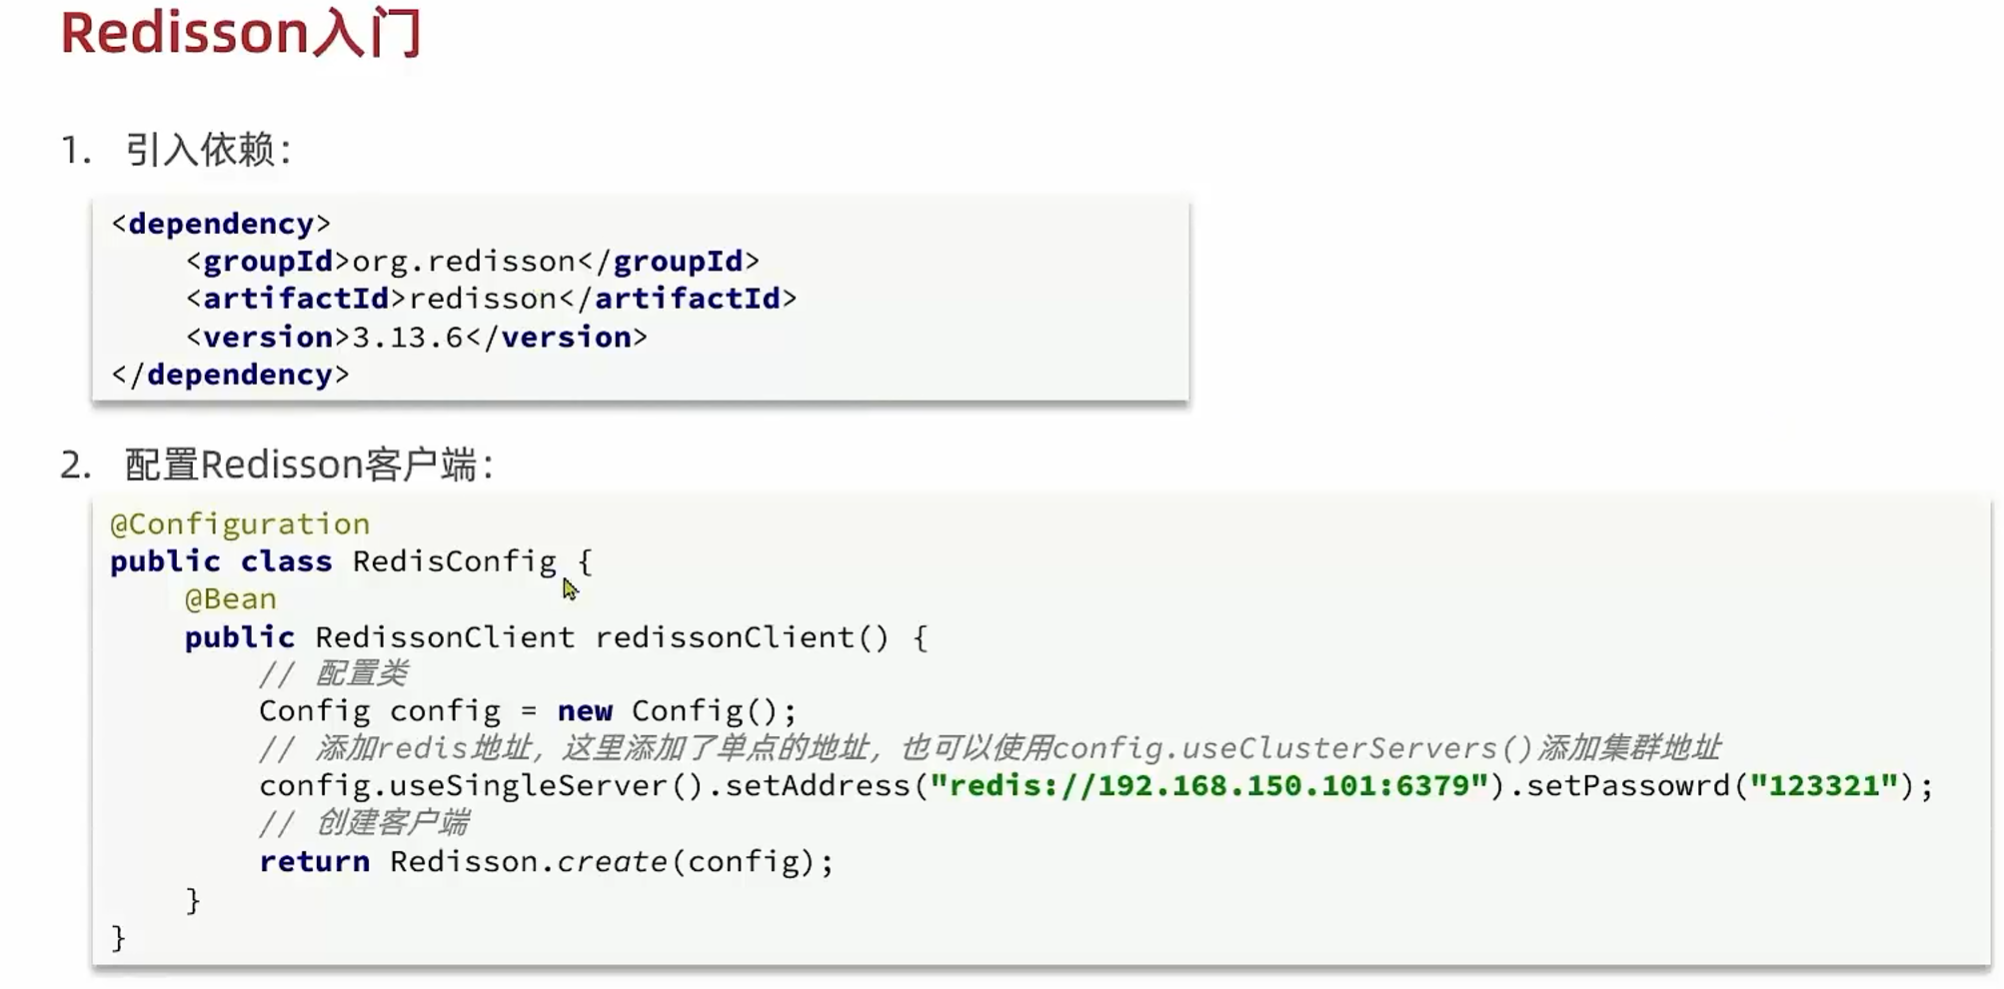 Redisson入门
1. 引入依赖：
<dependency>
    <groupId>org.redisson</groupId>
    <artifactId>redisson</artifactId>
    <version>3.13.6</version>
</dependency>
2. 配置Redisson客户端：
@Configuration
public class RedisConfig {
    @Bean
    public RedissonClient redissonClient() {
        // 配置类
        Config config = new Config();
        // 添加redis地址，这里添加了单点的地址，也可以使用config.useClusterServers()添加集群地址
        config.useSingleServer().setAddress("redis://192.168.150.101:6379").setPassowrd("123321");
        // 创建客户端
        return Redisson.create(config);
    }
}